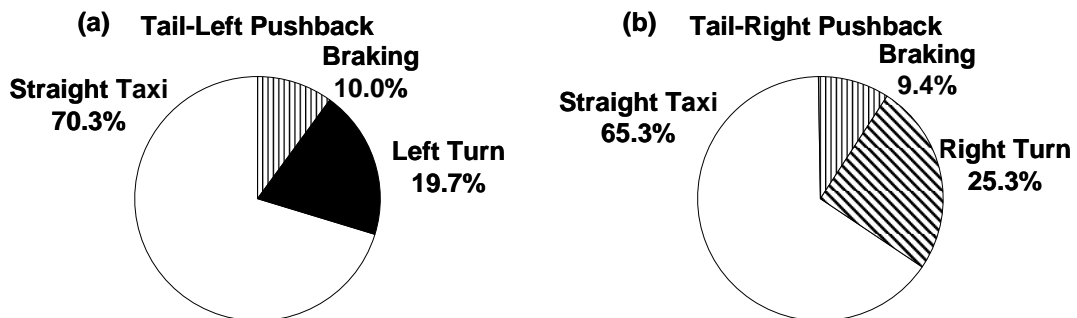 (a) Tail-Left Pushback
Braking
10.0%
Straight Taxi
70.3%
Left Turn
19.7%
(b) Tail-Right Pushback
Braking
9.4%
Straight Taxi
65.3%
Right Turn
25.3%